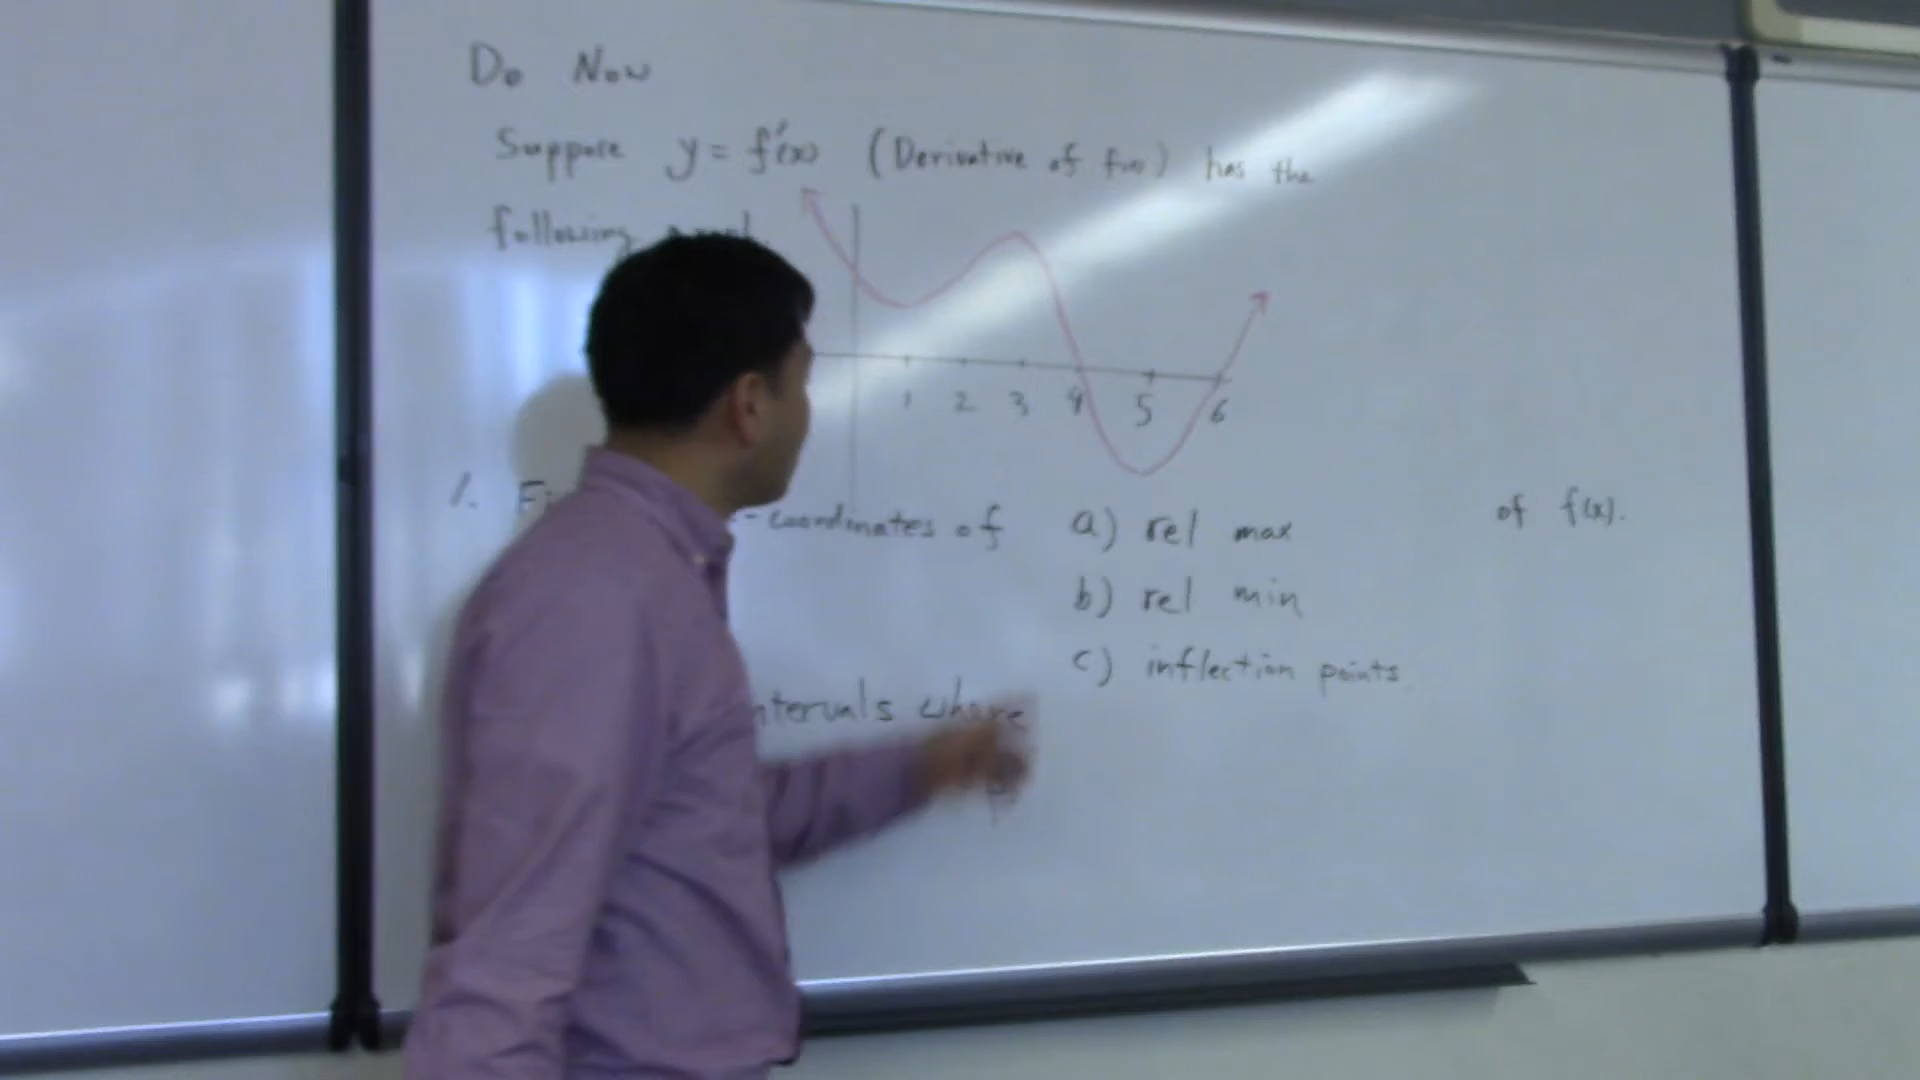 Do Now
Suppose y = f'(x) (Derivative of f(x)) has the
following
1 2 3 4 5 6
1. -coordinates of a) rel max of f(x).
b) rel min
c) inflection points
where